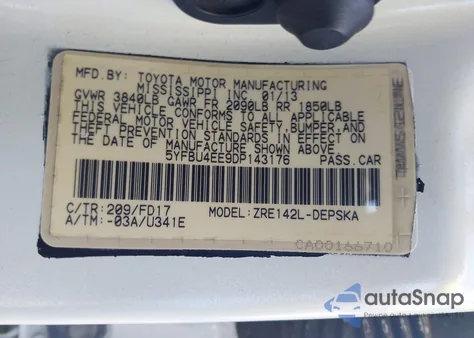 MFD.BY: TOYOTA MOTOR MANUFACTURING
MISSISSIPPI, INC 01/13
GVWR 3840LB GAWR FR 2090LB RR 1850LB
THIS VEHICLE CONFORMS TO ALL APPLICABLE
FEDERAL MOTOR VEHICLE SAFETY,BUMPER,AND
THEFT PREVENTION STANDARDS IN EFFECT ON
THE DATE OF MANUFACTURE SHOWN ABOVE.
5YFBU4EE9DP143176 PASS.CAR
C/TR:209/FD17 MODEL:ZRE142L-DEPSKA
A/TM:-03A/U341E
CA00166710
autoSnap